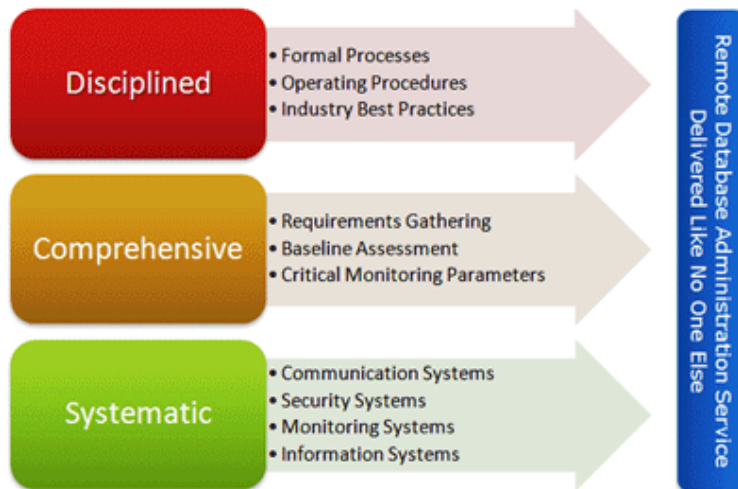 Disciplined
• Formal Processes
• Operating Procedures
• Industry Best Practices
Comprehensive
• Requirements Gathering
• Baseline Assessment
• Critical Monitoring Parameters
Systematic
• Communication Systems
• Security Systems
• Monitoring Systems
• Information Systems
Remote Database Administration Service
Delivered Like No One Else